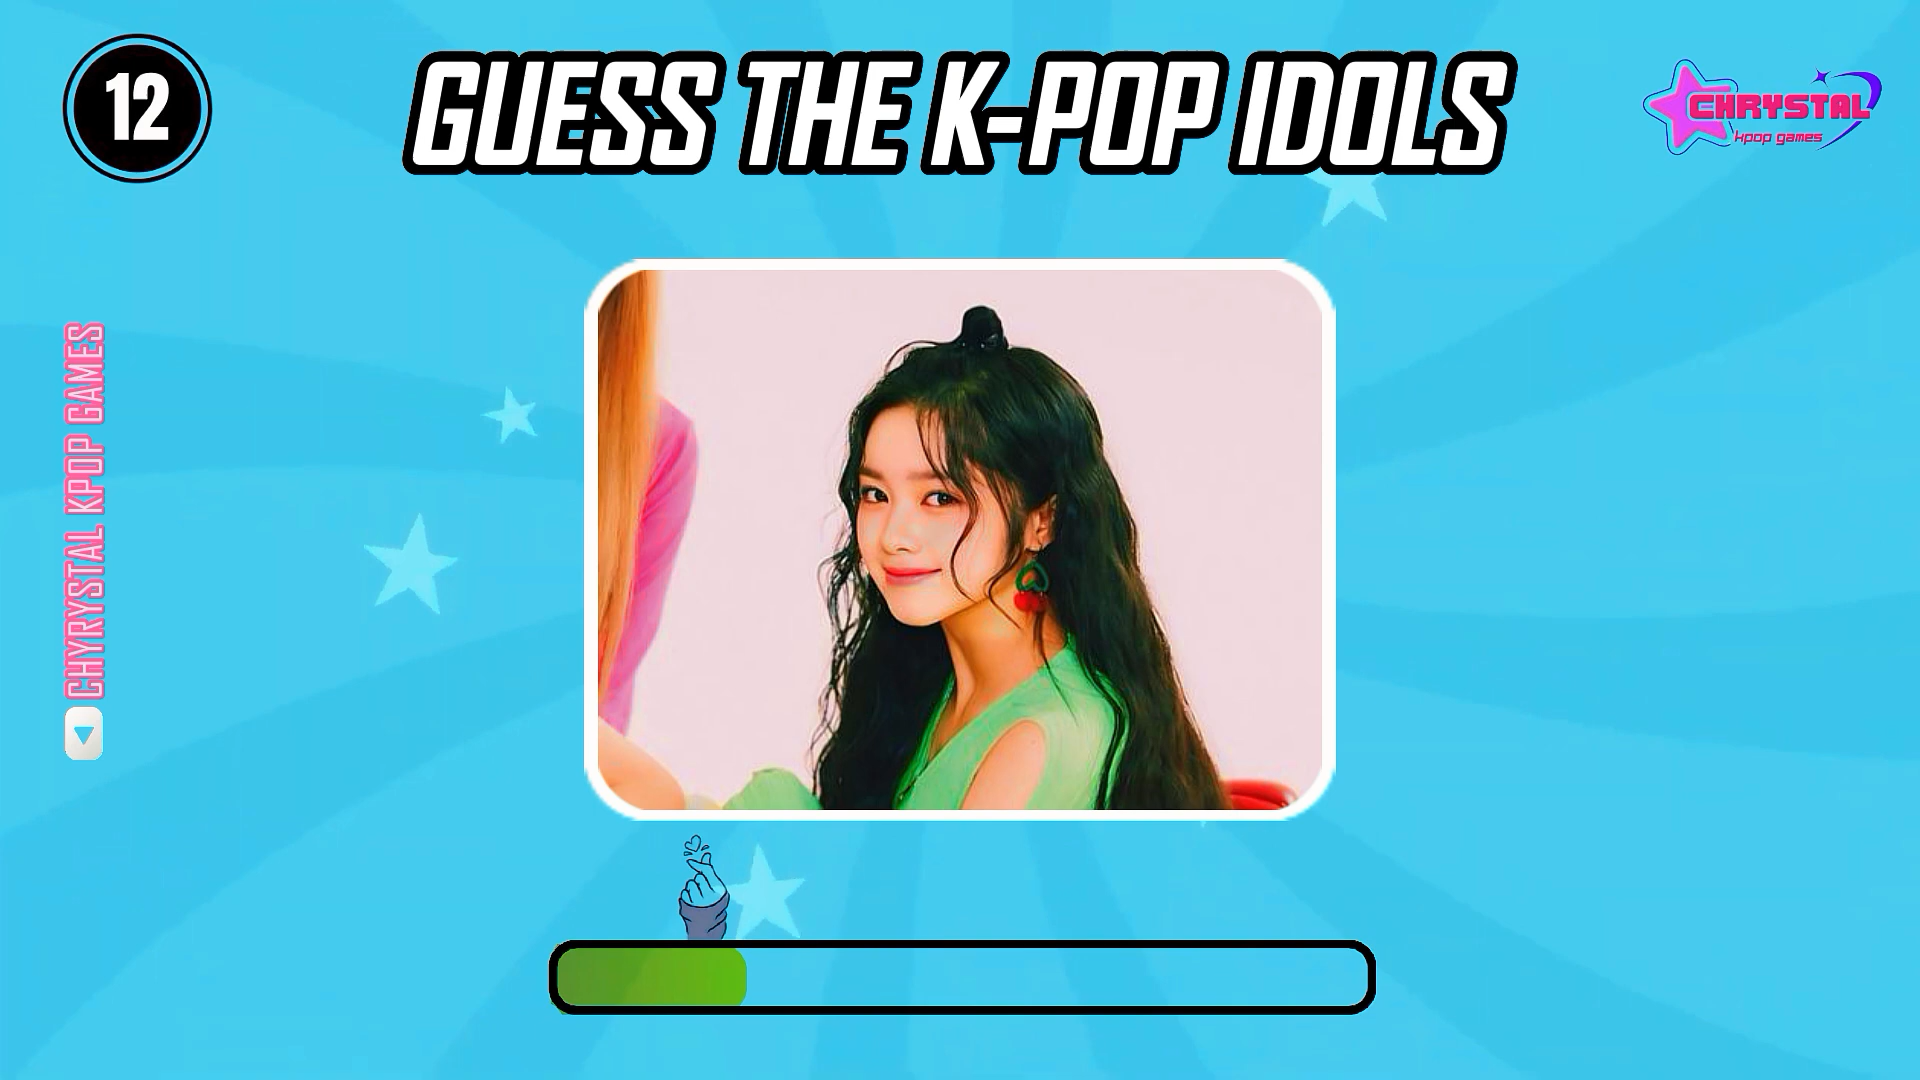 12
GUESS THE K-POP IDOLS
CHRYSTAL
kpop games
CHYRYSTAL KPOP GAMES